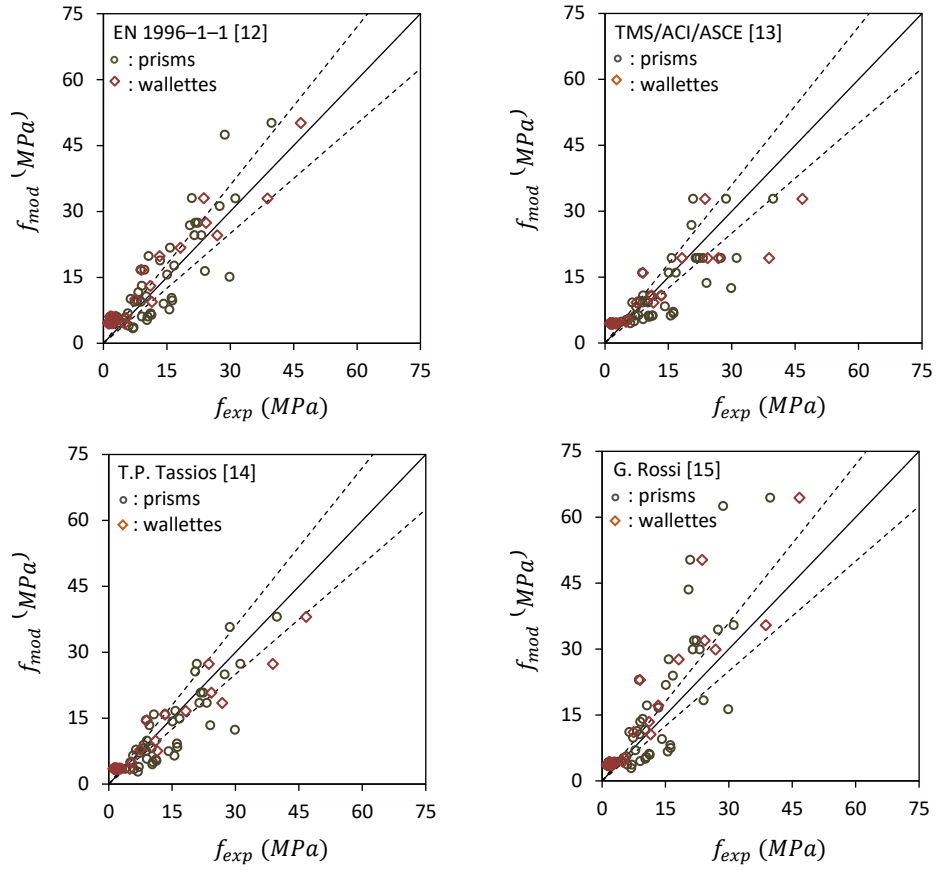 EN 1996–1–1 [12]
: prisms
: wallettes
75
60
45
30
15
0
0 15 30 45 60 75
f_mod (MPa)
f_exp (MPa)
TMS/ACI/ASCE [13]
: prisms
: wallettes
75
60
45
30
15
0
0 15 30 45 60 75
f_mod (MPa)
f_exp (MPa)
T.P. Tassios [14]
: prisms
: wallettes
75
60
45
30
15
0
0 15 30 45 60 75
f_mod (MPa)
f_exp (MPa)
G. Rossi [15]
: prisms
: wallettes
75
60
45
30
15
0
0 15 30 45 60 75
f_mod (MPa)
f_exp (MPa)